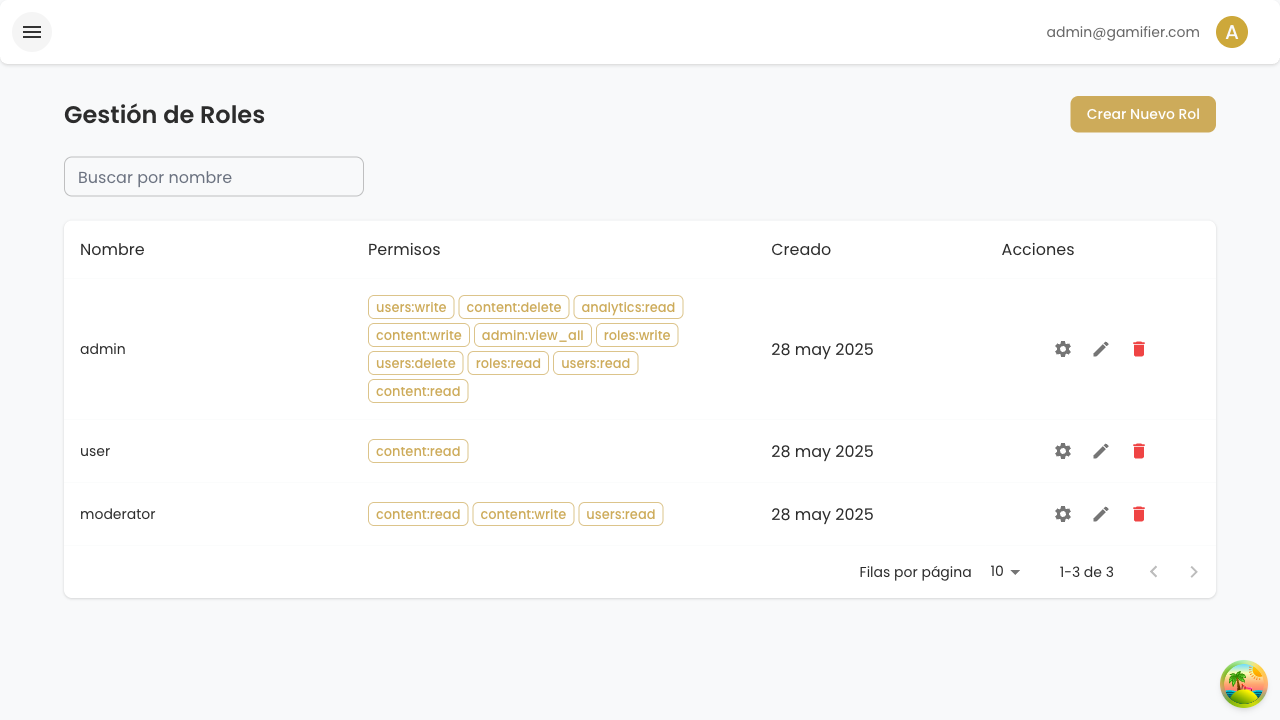 admin@gamifier.com A
Gestión de Roles Crear Nuevo Rol
Buscar por nombre
Nombre Permisos Creado Acciones
users:write content:delete analytics:read
content:write admin:view_all roles:write
admin 28 may 2025
users:delete roles:read users:read
content:read
user content:read 28 may 2025
moderator content:read content:write users:read 28 may 2025
Filas por página 10 1-3 de 3